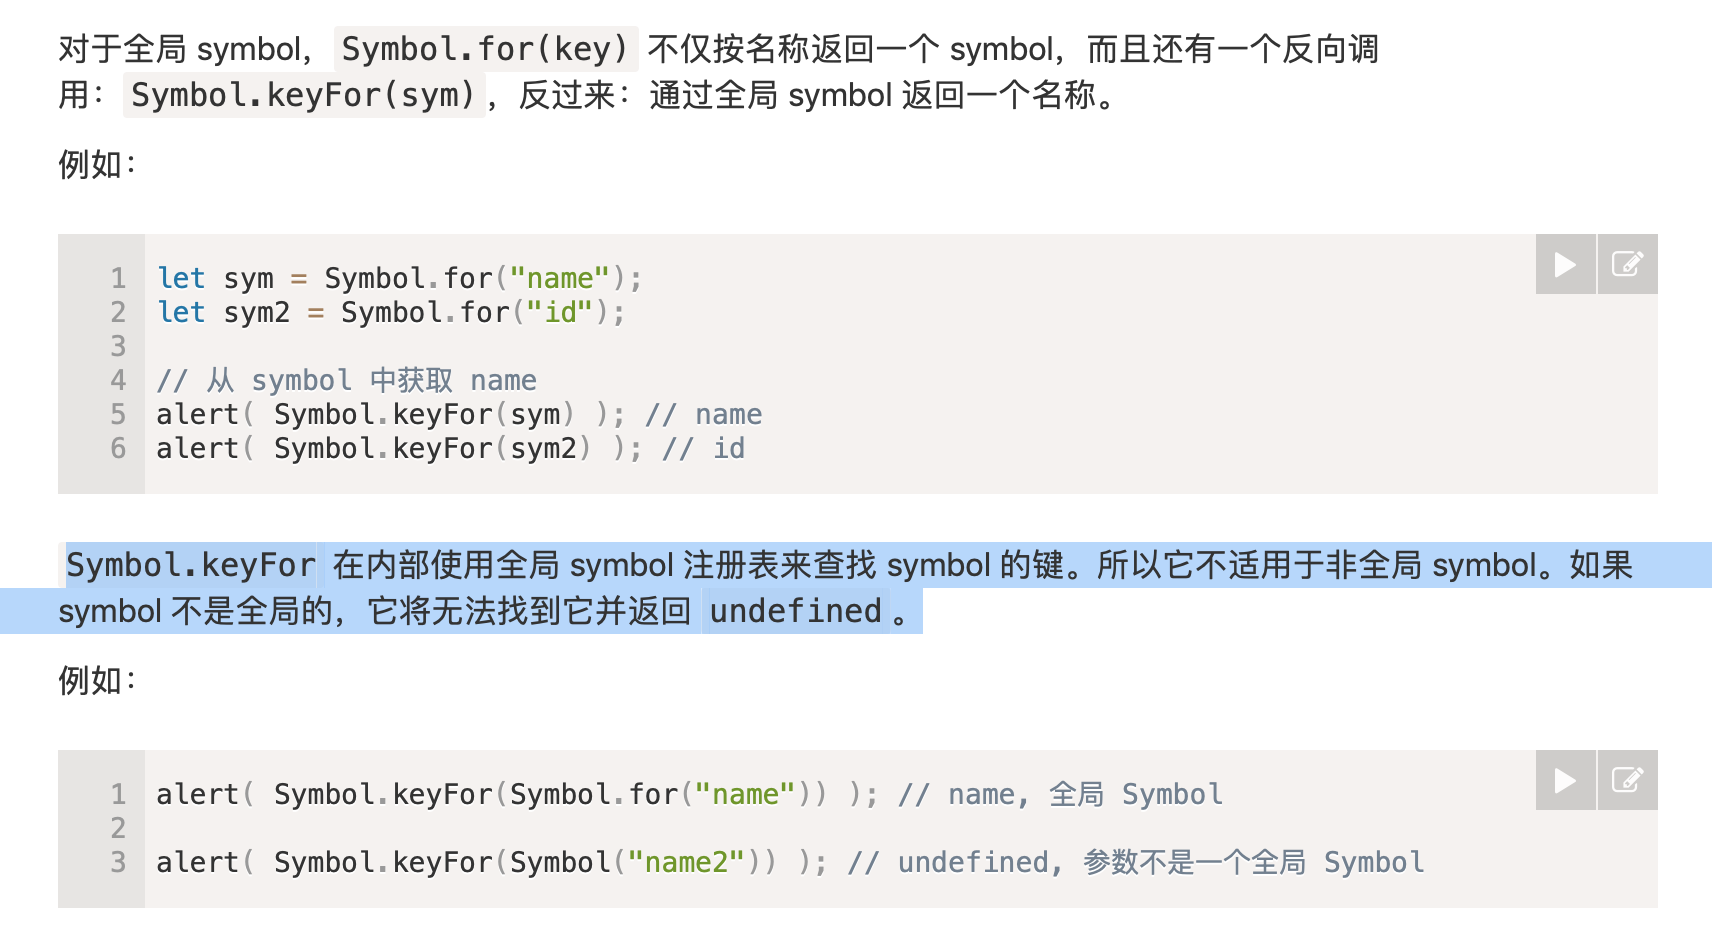 对于全局 symbol，Symbol.for(key) 不仅按名称返回一个 symbol，而且还有一个反向调
用：Symbol.keyFor(sym)，反过来：通过全局 symbol 返回一个名称。
例如：
1 let sym = Symbol.for("name");
2 let sym2 = Symbol.for("id");
3
4 // 从 symbol 中获取 name
5 alert( Symbol.keyFor(sym) ); // name
6 alert( Symbol.keyFor(sym2) ); // id
Symbol.keyFor 在内部使用全局 symbol 注册表来查找 symbol 的键。所以它不适用于非全局 symbol。如果
symbol 不是全局的，它将无法找到它并返回 undefined。
例如：
1 alert( Symbol.keyFor(Symbol.for("name")) ); // name, 全局 Symbol
2
3 alert( Symbol.keyFor(Symbol("name2")) ); // undefined, 参数不是一个全局 Symbol